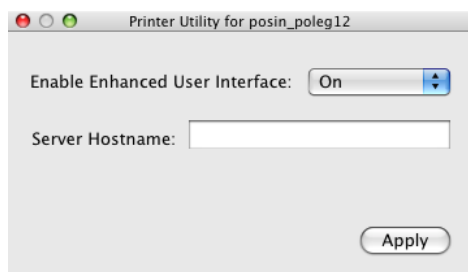 Printer Utility for posin_poleg12
Enable Enhanced User Interface: On
Server Hostname:
Apply